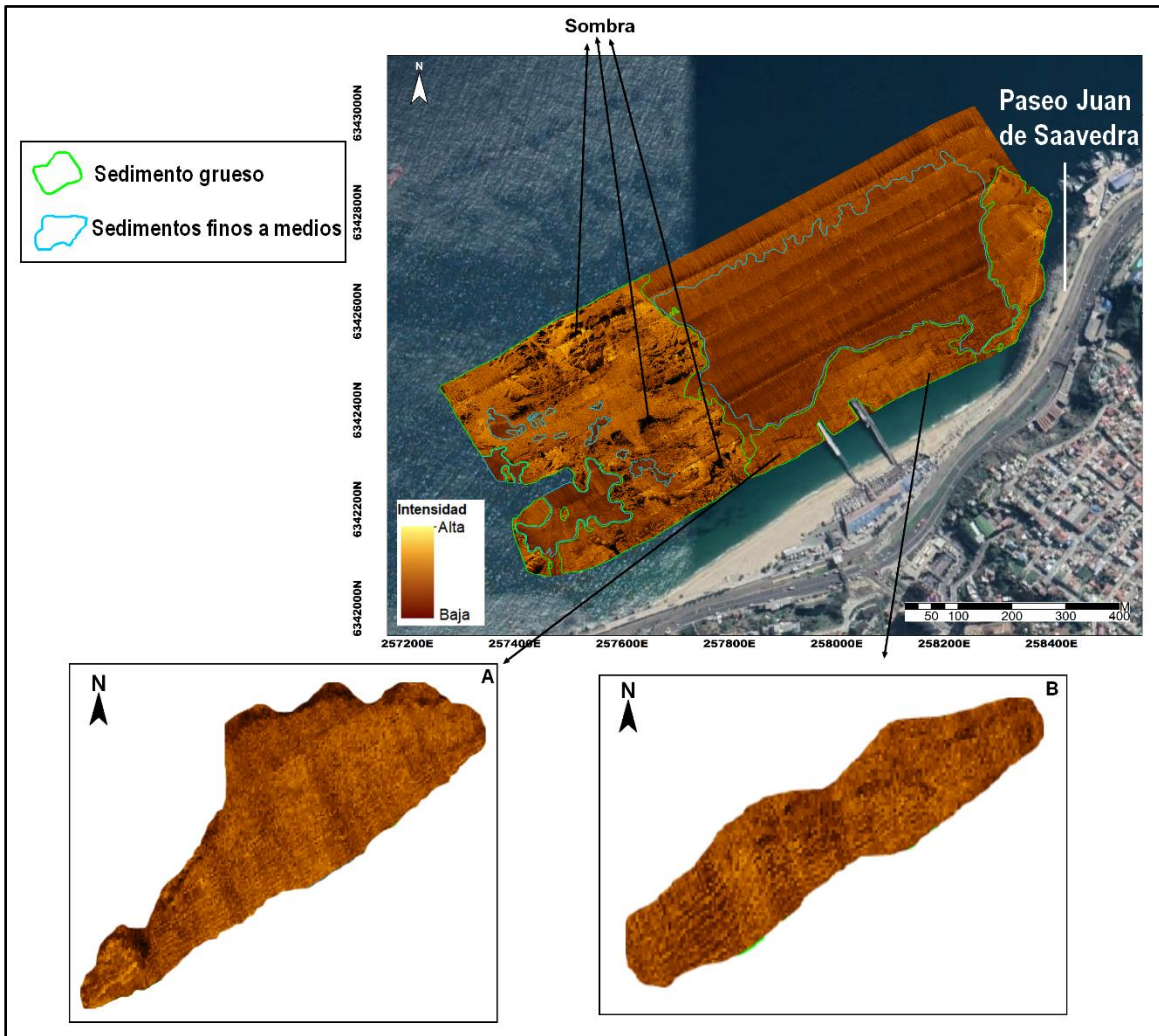 Sombra
N
Paseo Juan
de Saavedra
Sedimento grueso
Sedimentos finos a medios
6343000N
6342800N
6342600N
6342400N
6342200N
6342000N
Intensidad
Alta
Baja
M
50 100 200 300 400
257200E 257400E 257600E 257800E 258000E 258200E 258400E
N
A
N
B